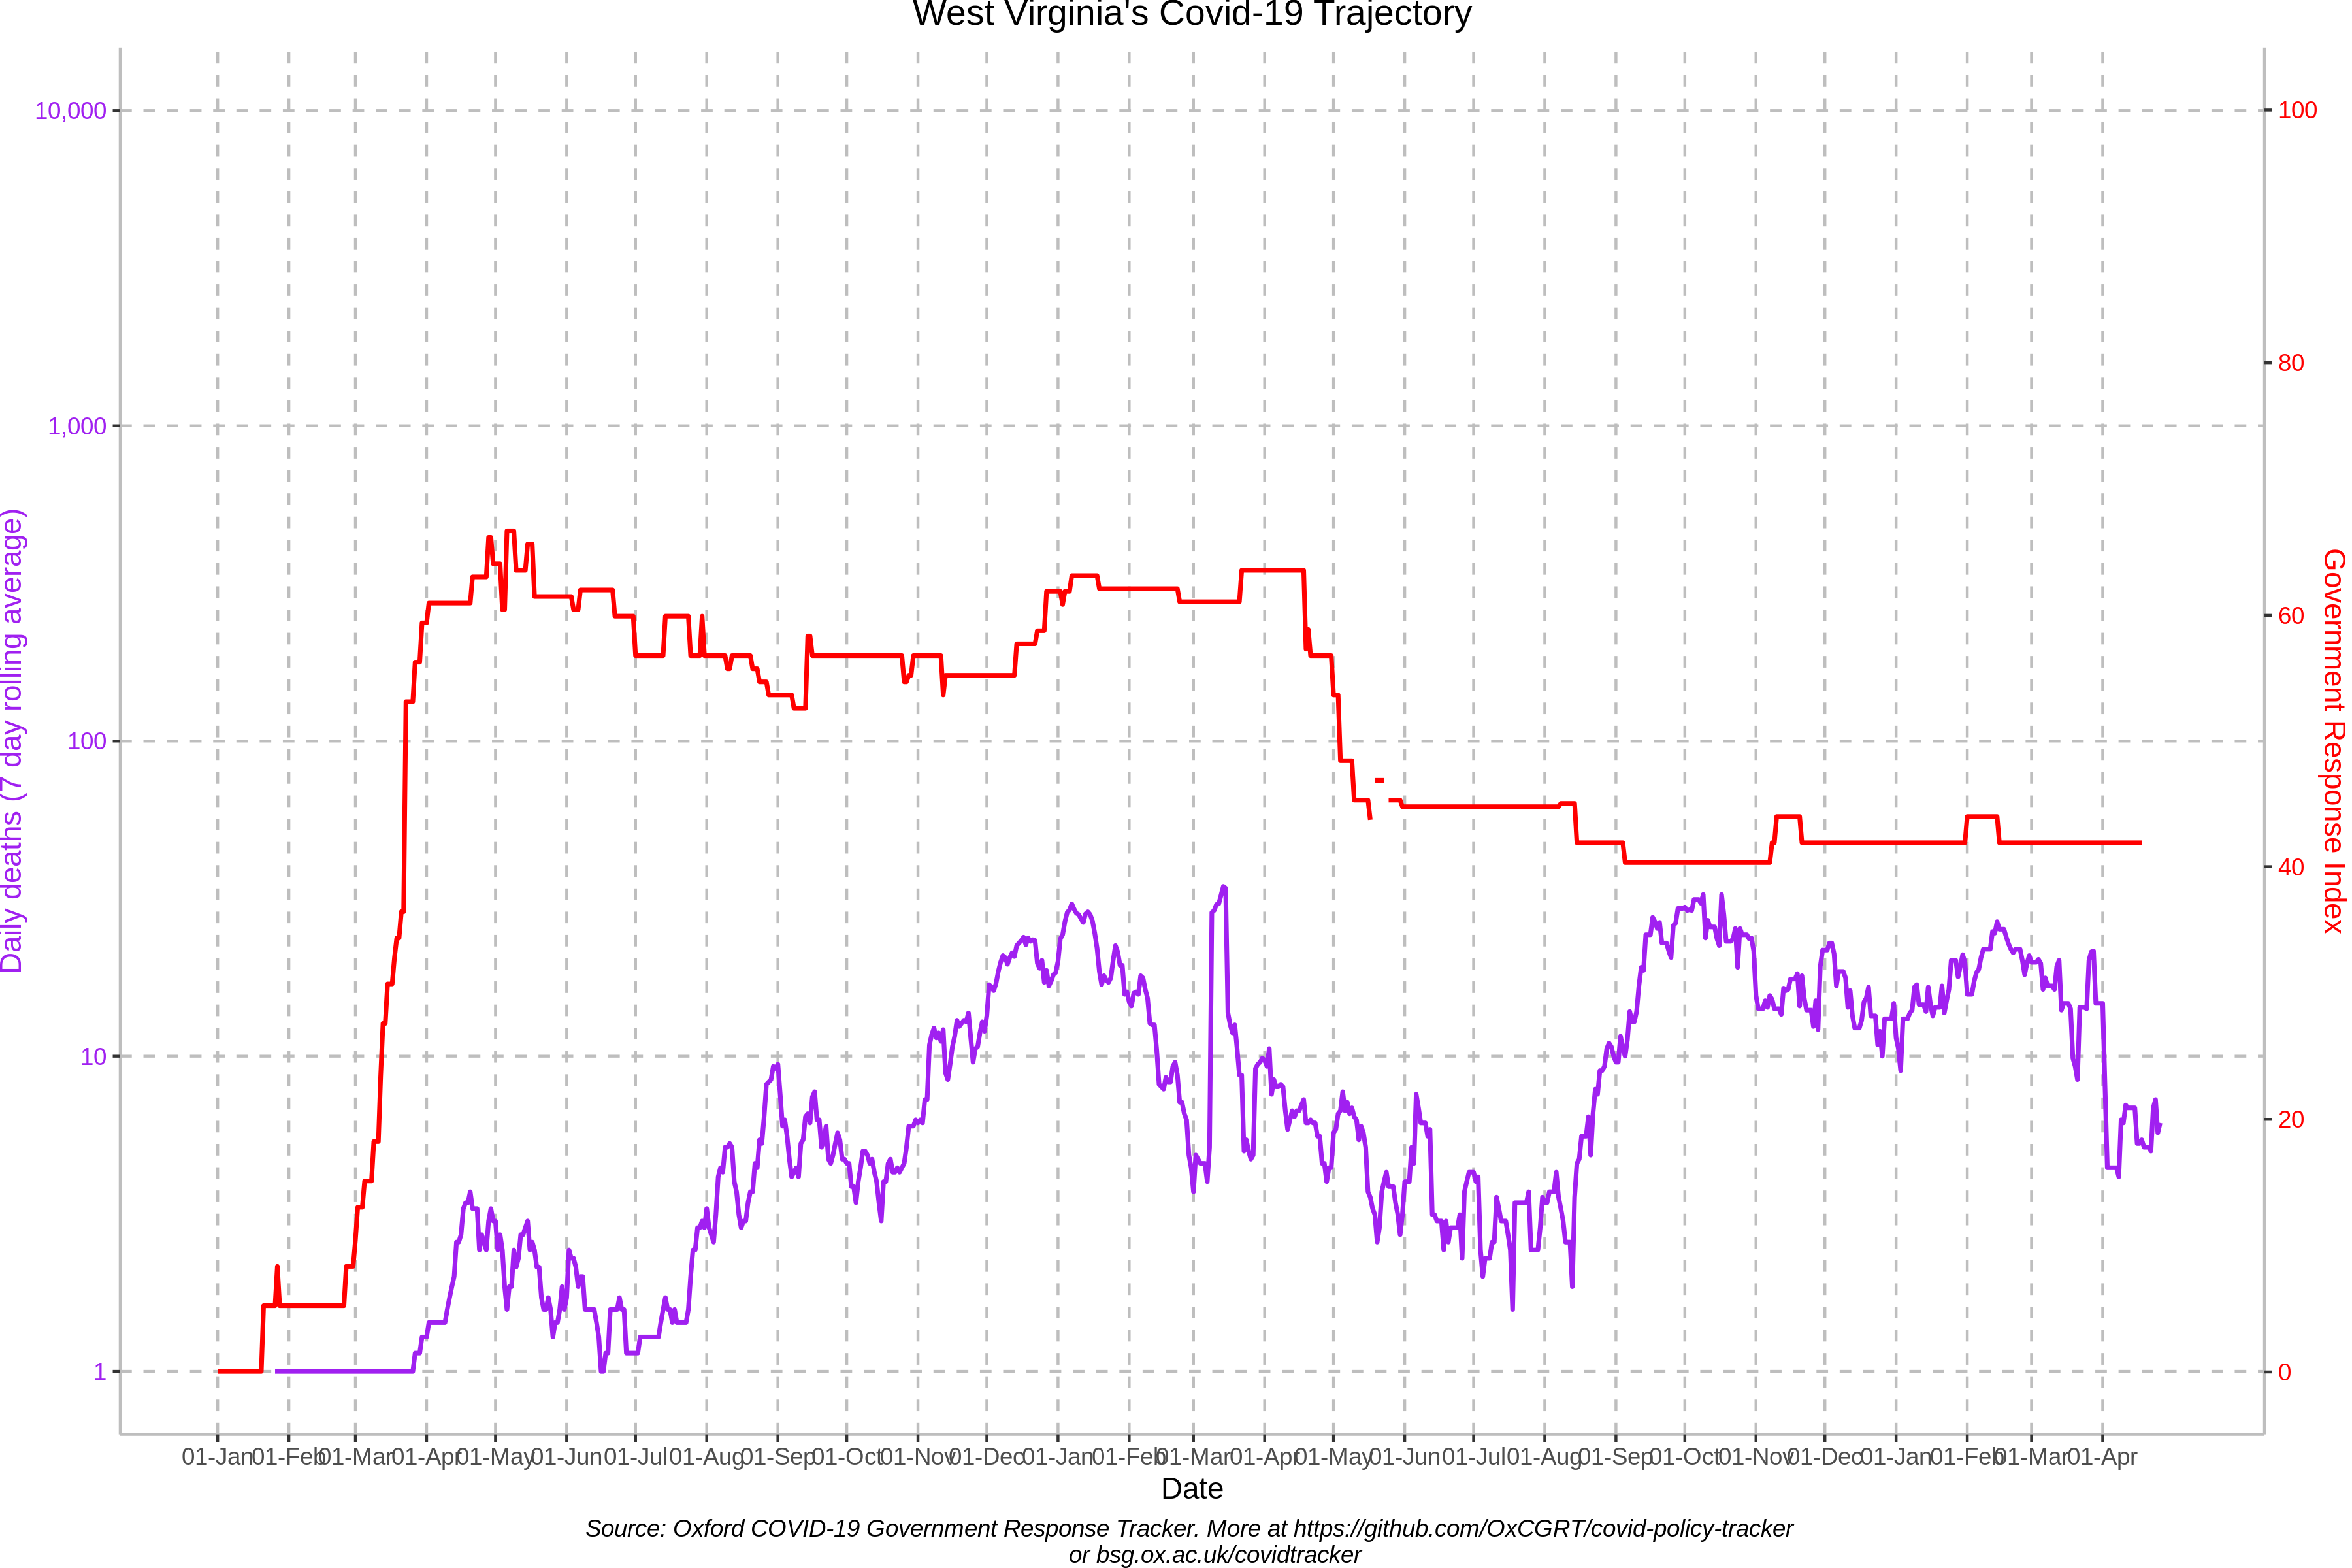 West Virginia's Covid-19 Trajectory
10,000
1,000
100
10
1
Daily deaths (7 day rolling average)
100
80
60
40
20
0
Government Response Index
01-Jan 01-Feb 01-Mar 01-Apr 01-May 01-Jun 01-Jul 01-Aug 01-Sep 01-Oct 01-Nov 01-Dec 01-Jan 01-Feb 01-Mar 01-Apr 01-May 01-Jun 01-Jul 01-Aug 01-Sep 01-Oct 01-Nov 01-Dec 01-Jan 01-Feb 01-Mar 01-Apr
Date
Source: Oxford COVID-19 Government Response Tracker. More at https://github.com/OxCGRT/covid-policy-tracker
or bsg.ox.ac.uk/covidtracker